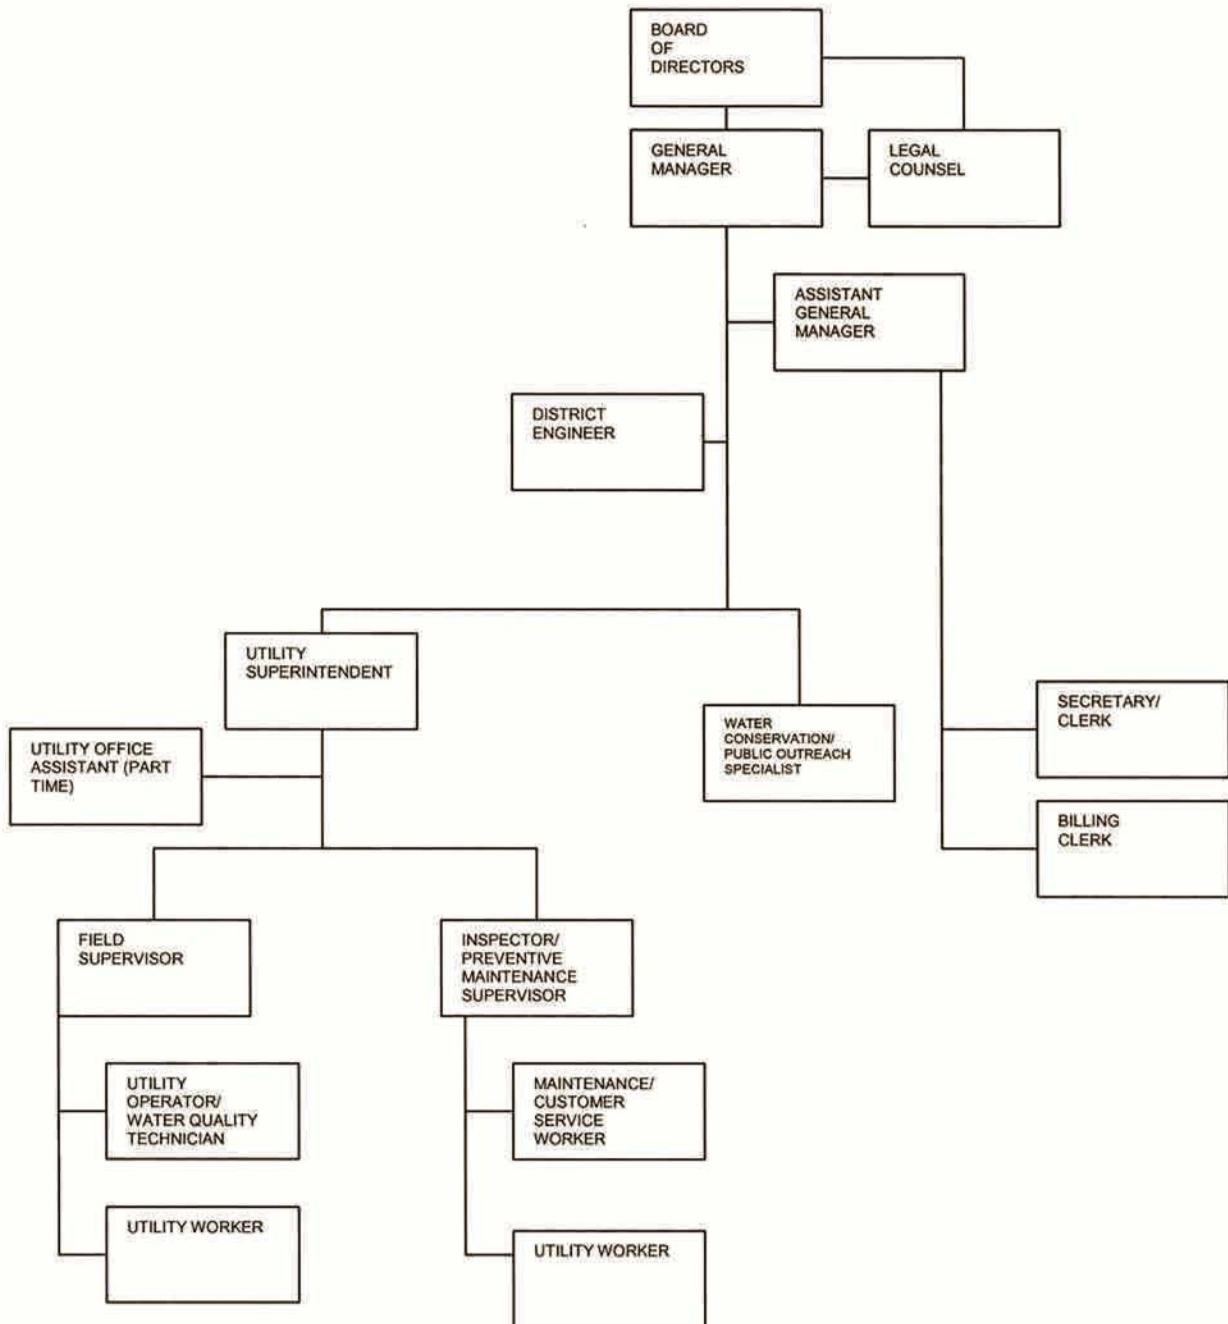 BOARD
OF
DIRECTORS
GENERAL
MANAGER
LEGAL
COUNSEL
ASSISTANT
GENERAL
MANAGER
DISTRICT
ENGINEER
UTILITY
SUPERINTENDENT
WATER
CONSERVATION/
PUBLIC OUTREACH
SPECIALIST
SECRETARY/
CLERK
UTILITY OFFICE
ASSISTANT (PART
TIME)
BILLING
CLERK
FIELD
SUPERVISOR
INSPECTOR/
PREVENTIVE
MAINTENANCE
SUPERVISOR
UTILITY
OPERATOR/
WATER QUALITY
TECHNICIAN
MAINTENANCE/
CUSTOMER
SERVICE
WORKER
UTILITY WORKER
UTILITY WORKER